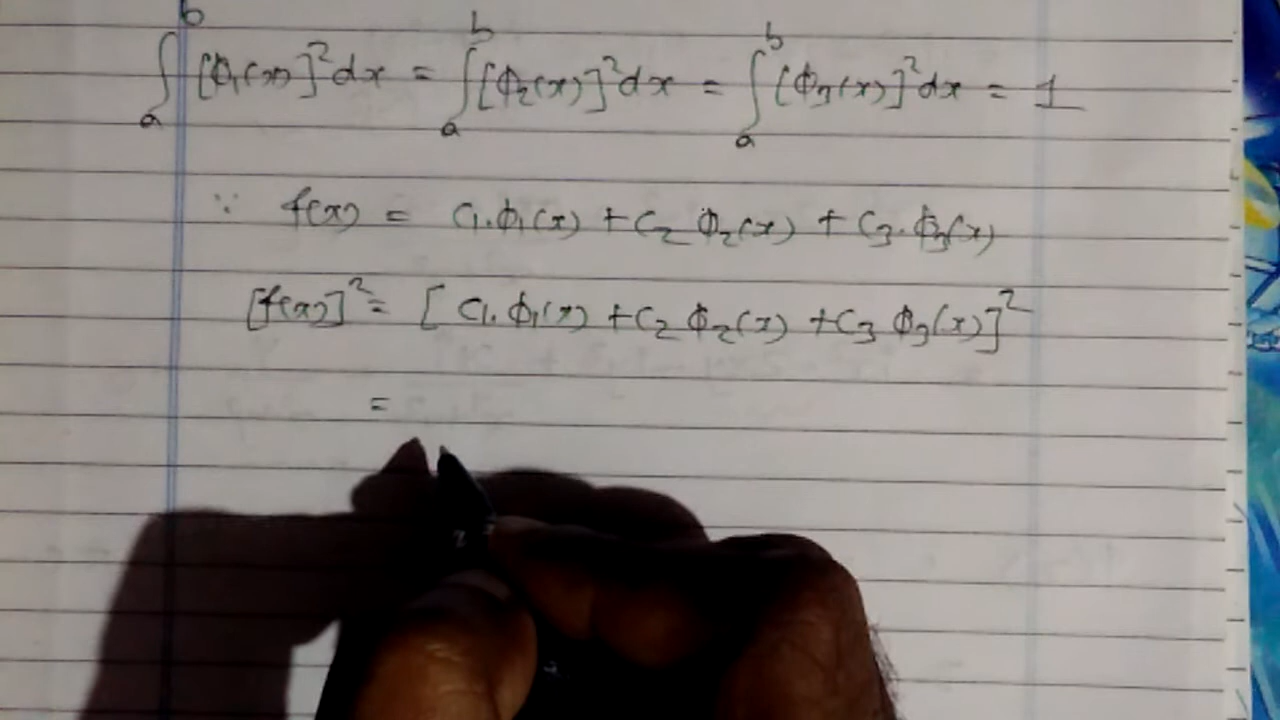 ∫ₐᵇ [ϕ₁(x)]² dx = ∫ₐᵇ [ϕ₂(x)]² dx = ∫ₐᵇ [ϕ₃(x)]² dx = 1
∵ f(x) = c₁.ϕ₁(x) + c₂ ϕ₂(x) + c₃.ϕ₃(x)
[f(x)]² = [c₁.ϕ₁(x) + c₂ ϕ₂(x) + c₃ ϕ₃(x)]²
=